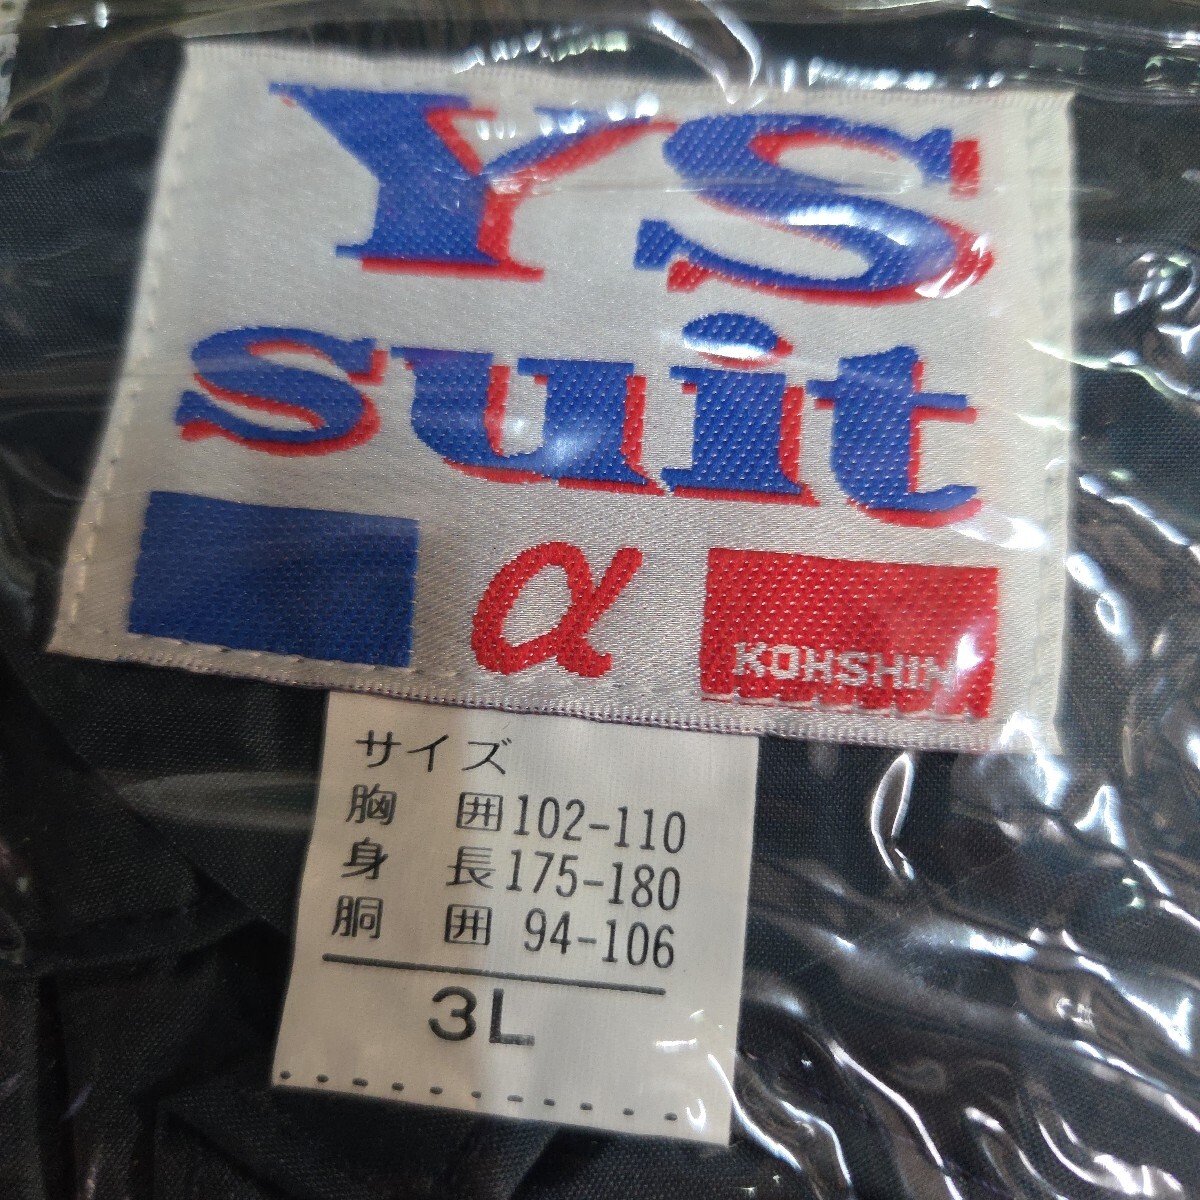 YS
suit
α
KOHSHIN
サイズ
胸 囲 102-110
身 長 175-180
胴 囲 94-106
3L